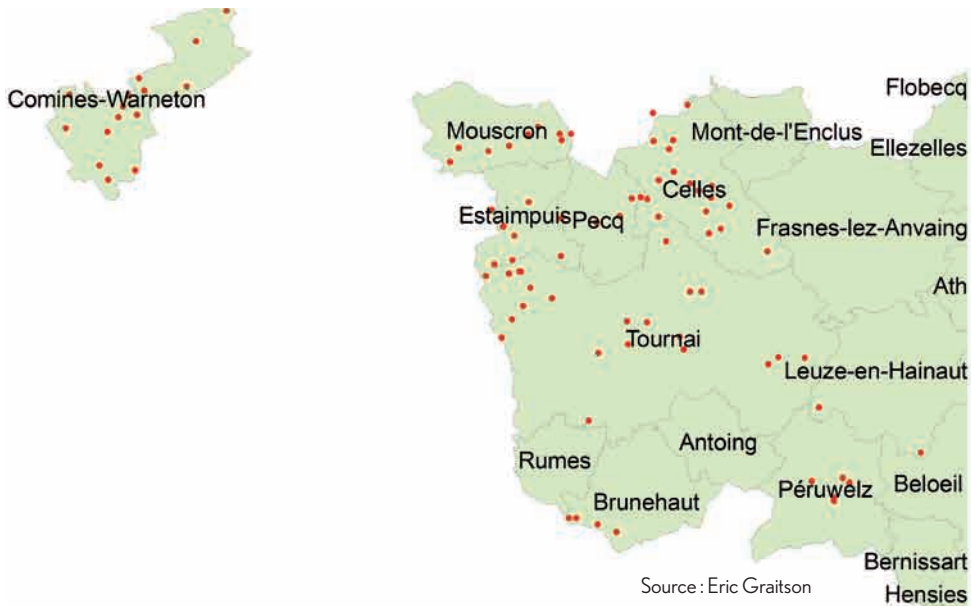 Flobecq
Comines-Warneton
Mouscron
Mont-de-l'Enclus
Ellezelles
Celles
Estaimpuis
Pecq
Frasnes-lez-Anvaing
Ath
Tournai
Leuze-en-Hainaut
Antoing
Rumes
Péruwelz
Beloeil
Brunehaut
Bernissart
Source : Eric Graitson
Hensies